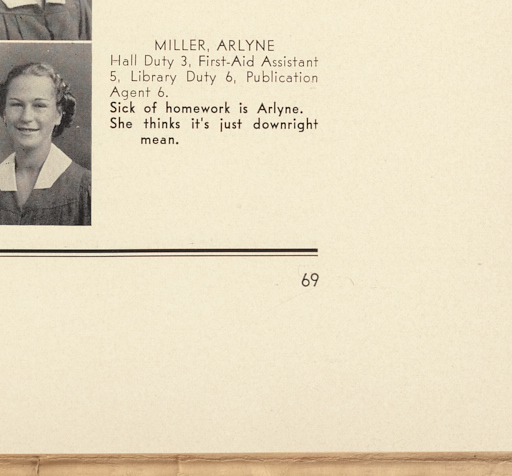 MILLER, ARLYNE
Hall Duty 3, First-Aid Assistant
5, Library Duty 6, Publication
Agent 6.
Sick of homework is Arlyne.
She thinks it's just downright
mean.
69